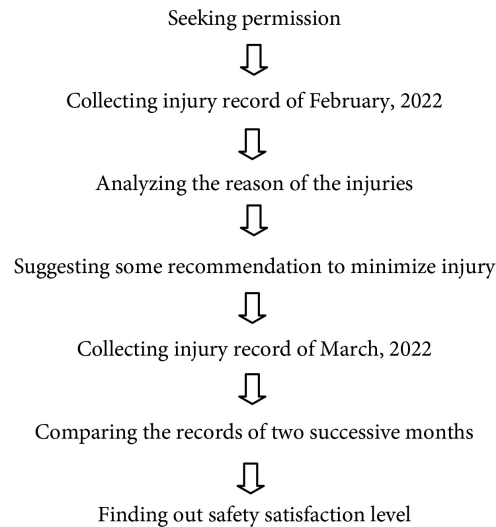 Seeking permission
Collecting injury record of February, 2022
Analyzing the reason of the injuries
Suggesting some recommendation to minimize injury
Collecting injury record of March, 2022
Comparing the records of two successive months
Finding out safety satisfaction level